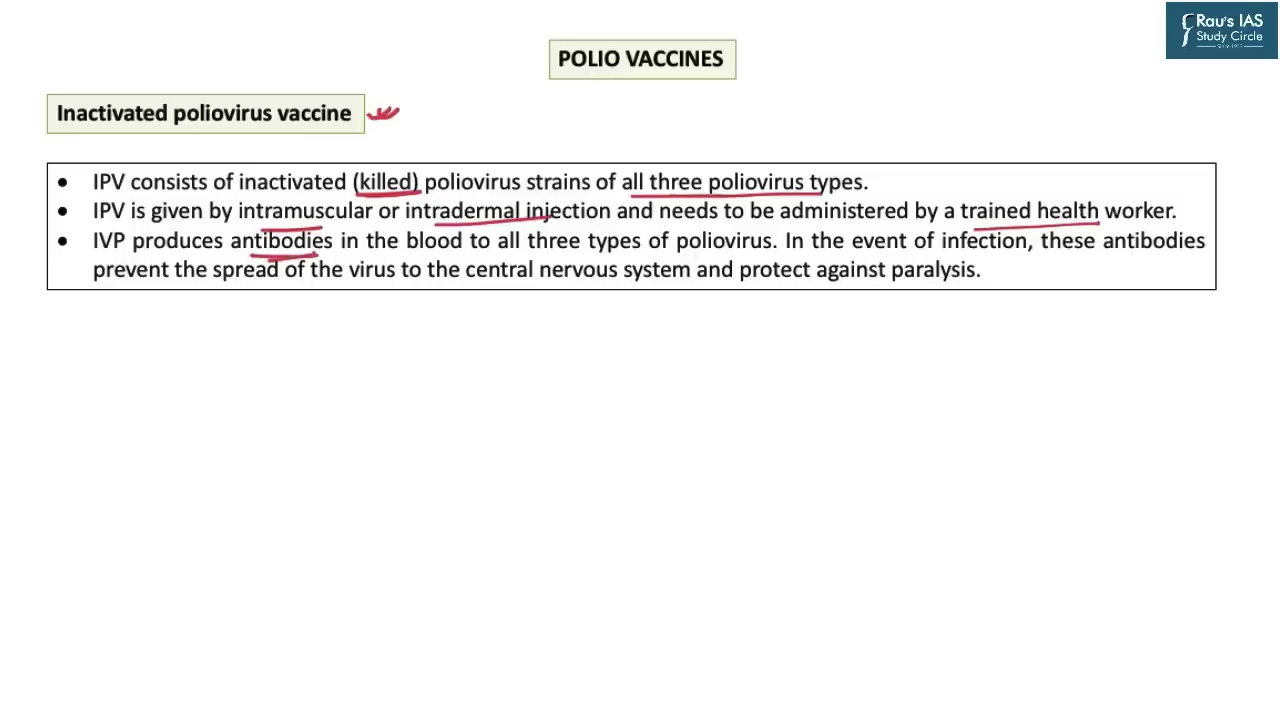 Rau's IAS
Study Circle
POLIO VACCINES
Inactivated poliovirus vaccine
• IPV consists of inactivated (killed) poliovirus strains of all three poliovirus types.
• IPV is given by intramuscular or intradermal injection and needs to be administered by a trained health worker.
• IVP produces antibodies in the blood to all three types of poliovirus. In the event of infection, these antibodies
prevent the spread of the virus to the central nervous system and protect against paralysis.